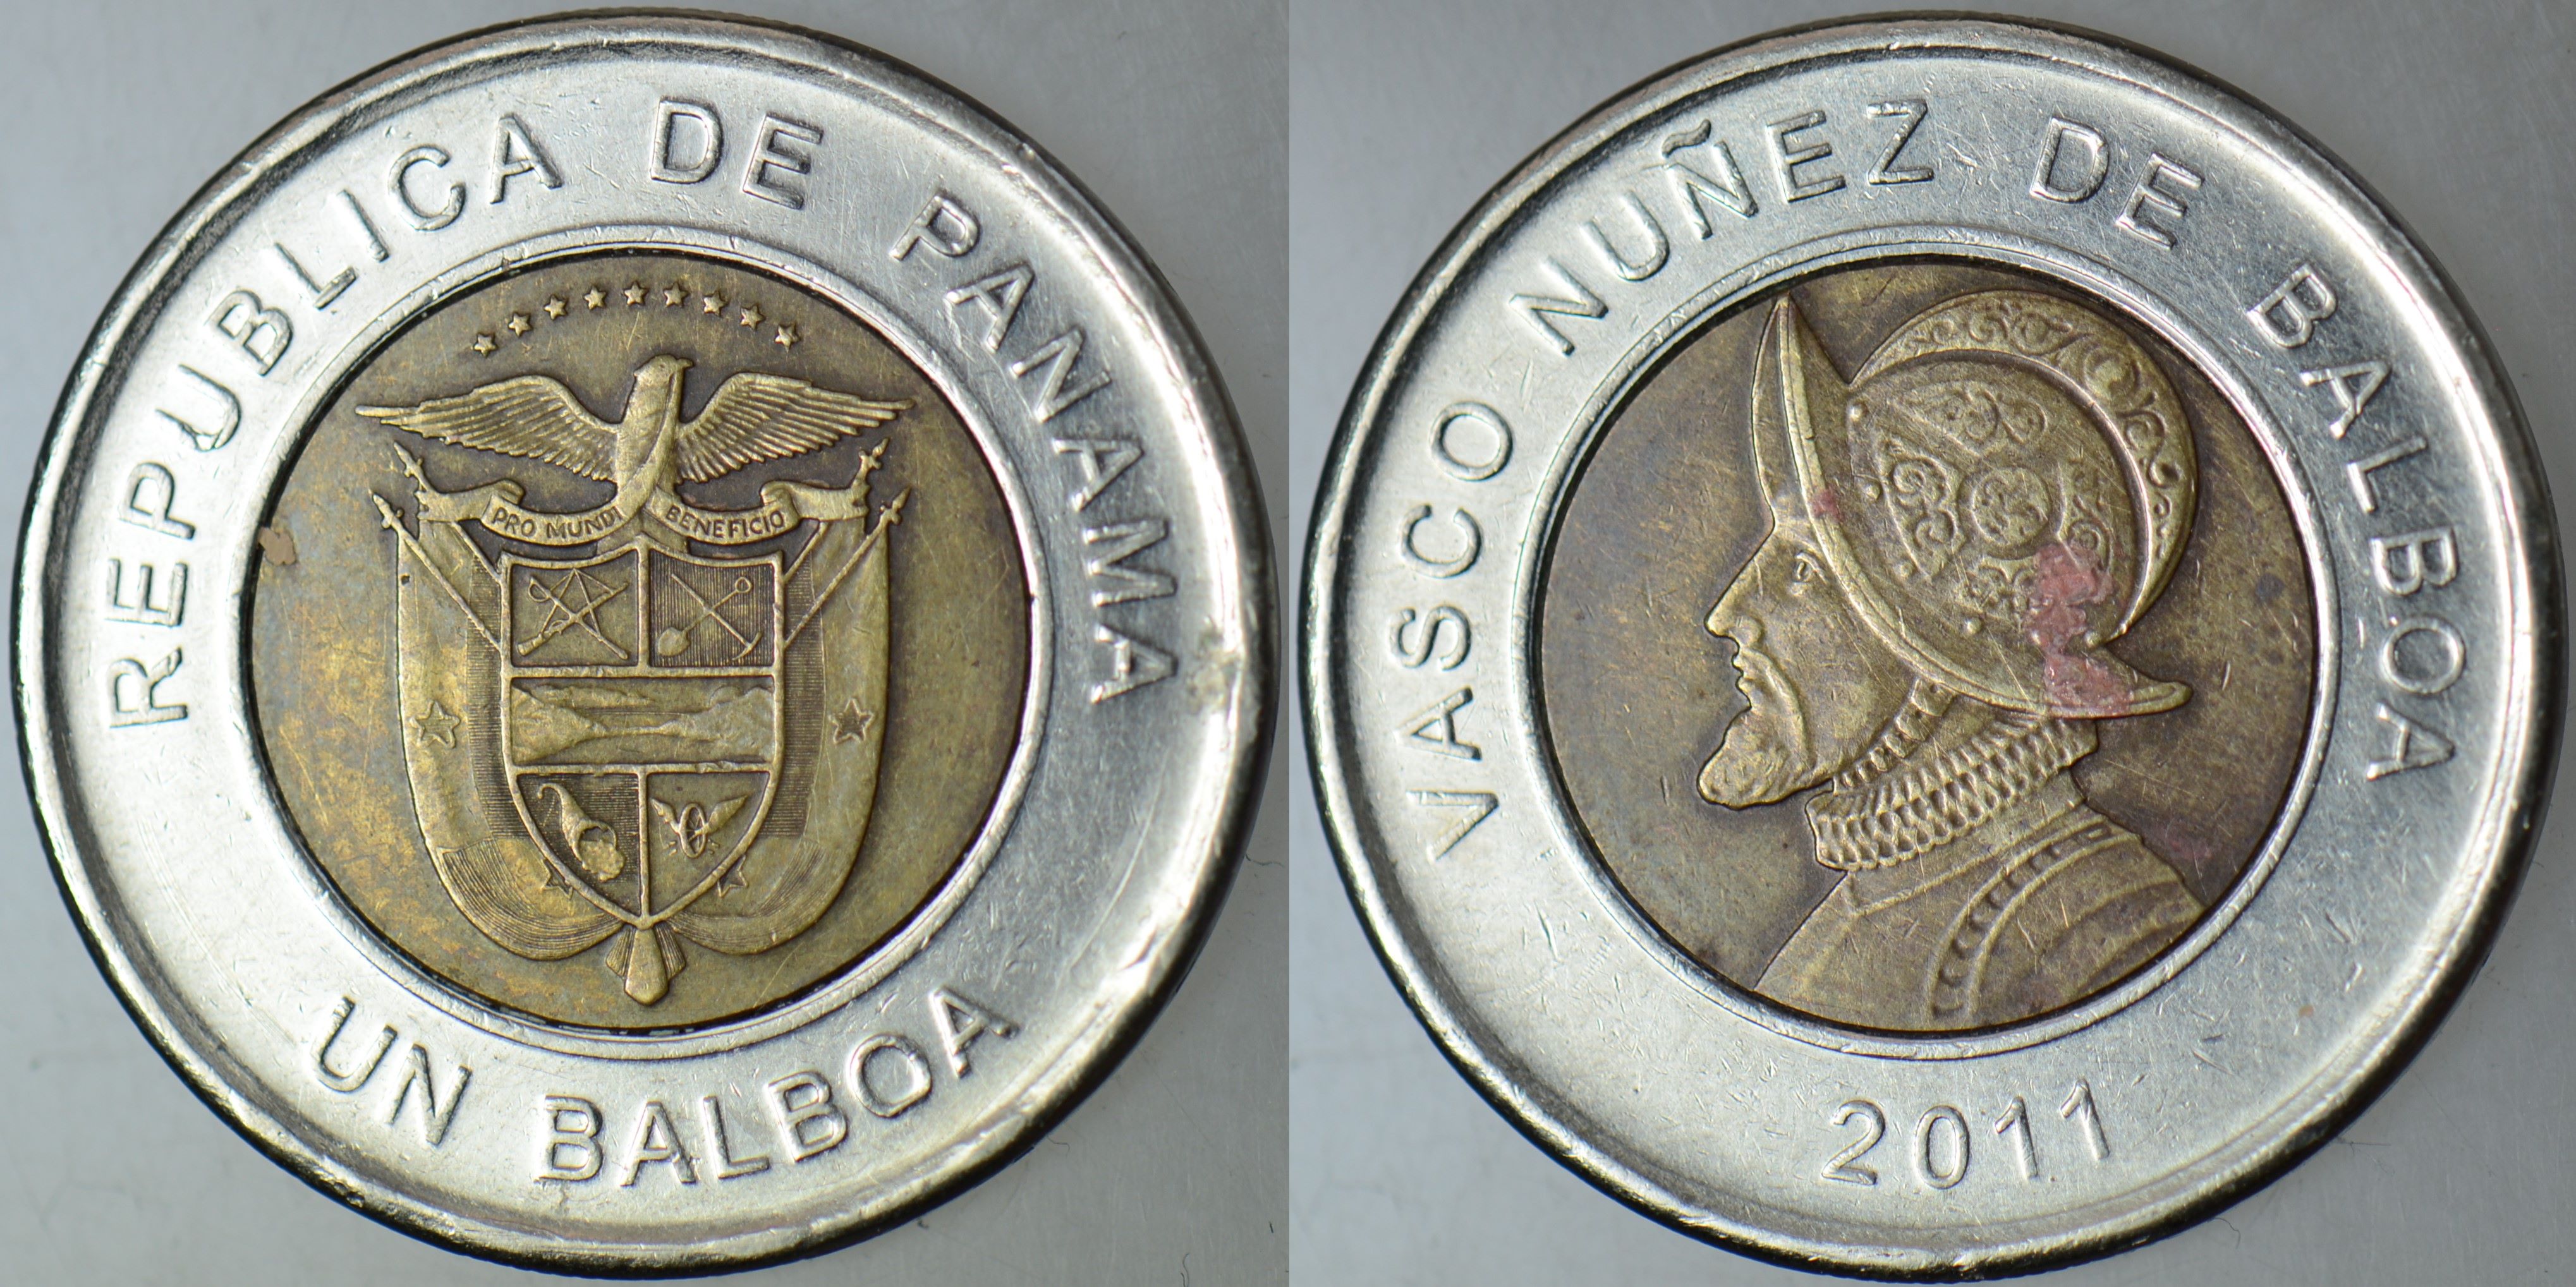 REPUBLICA DE PANAMA
PRO MUNDI BENEFICIO
UN BALBOA
VASCO NUÑEZ DE BALBOA
2011